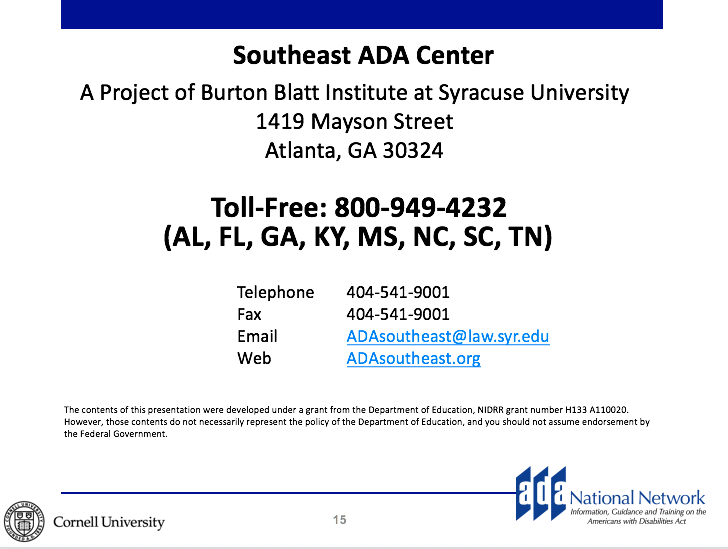 Southeast ADA Center
A Project of Burton Blatt Institute at Syracuse University
1419 Mayson Street
Atlanta, GA 30324
Toll-Free: 800-949-4232
(AL, FL, GA, KY, MS, NC, SC, TN)
Telephone 404-541-9001
Fax 404-541-9001
Email ADAsoutheast@law.syr.edu
Web ADAsoutheast.org
The contents of this presentation were developed under a grant from the Department of Education, NIDRR grant number H133 A110020.
However, those contents do not necessarily represent the policy of the Department of Education, and you should not assume endorsement by
the Federal Government.
ada National Network
Information, Guidance and Training on the
Americans with Disabilities Act
Cornell University
15